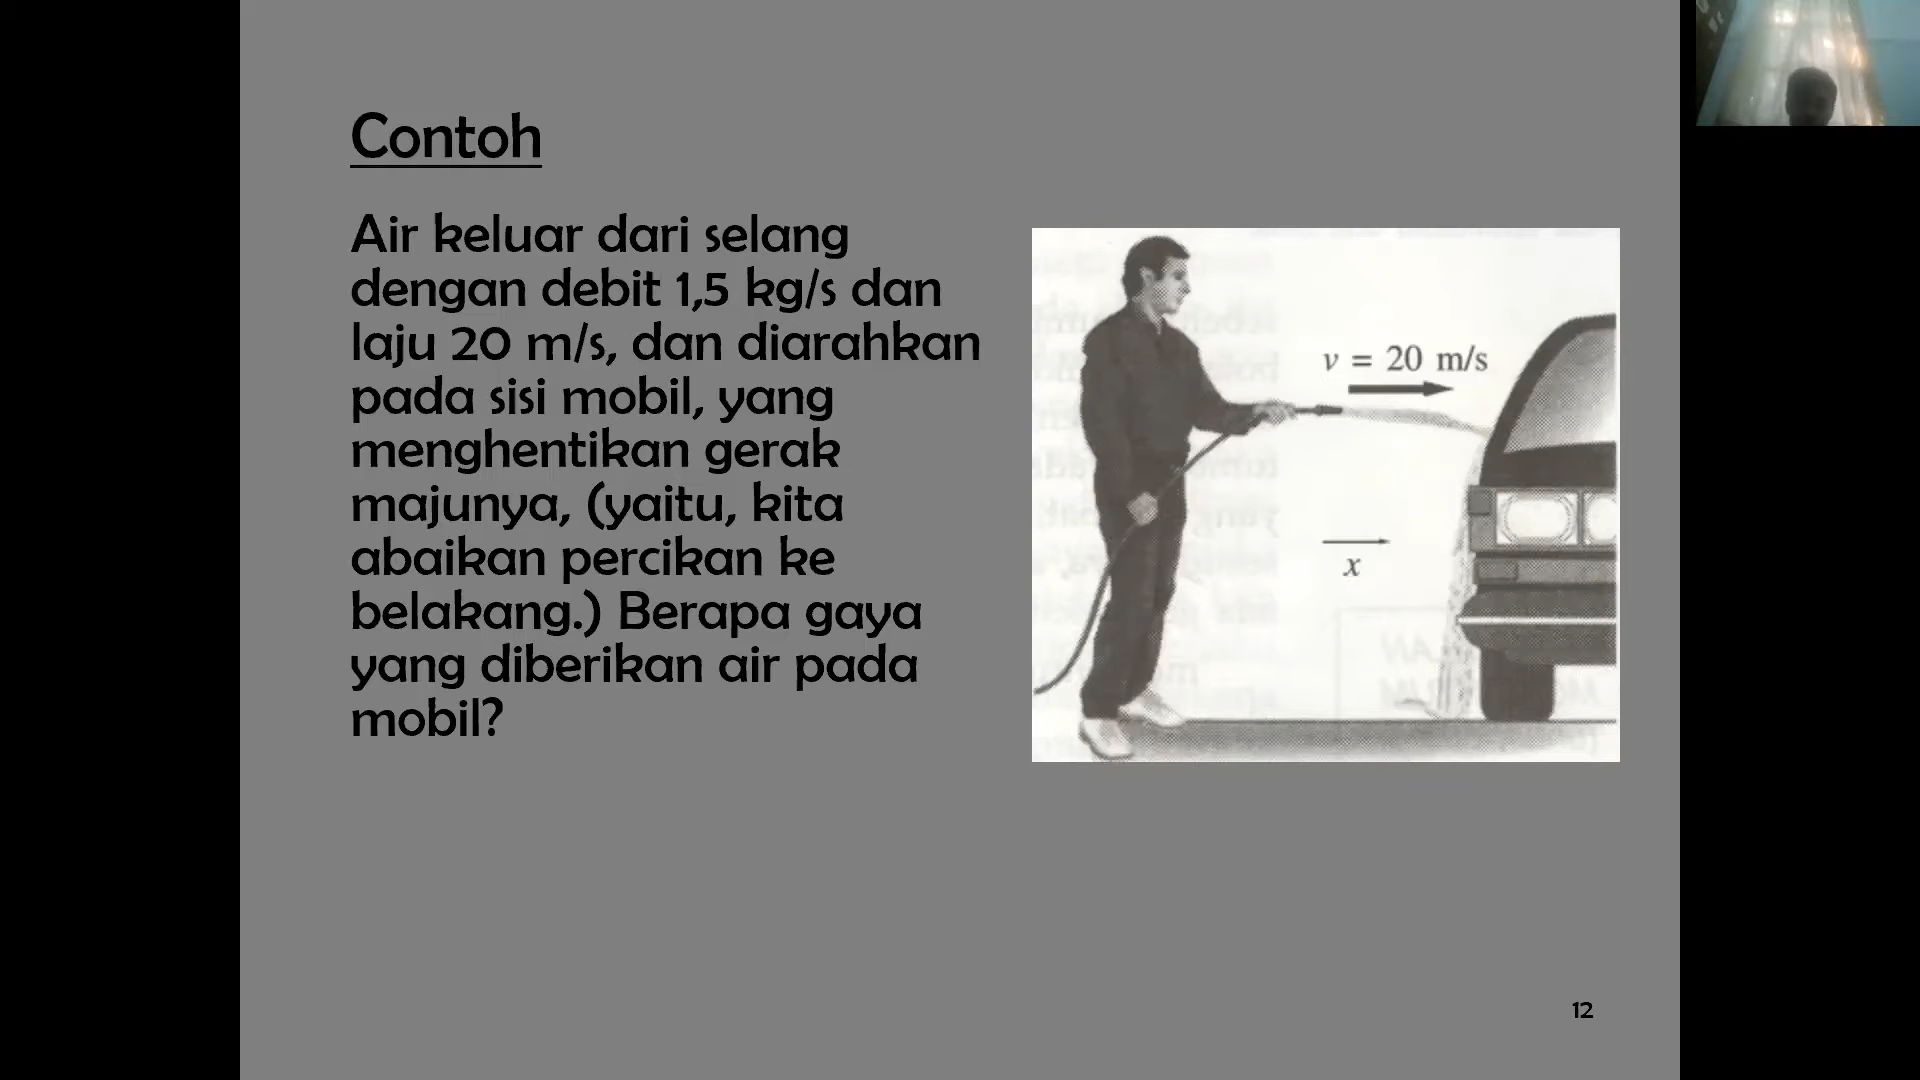 Contoh
Air keluar dari selang
dengan debit 1,5 kg/s dan
laju 20 m/s, dan diarahkan
pada sisi mobil, yang
menghentikan gerak
majunya, (yaitu, kita
abaikan percikan ke
belakang.) Berapa gaya
yang diberikan air pada
mobil?
v = 20 m/s
x
12